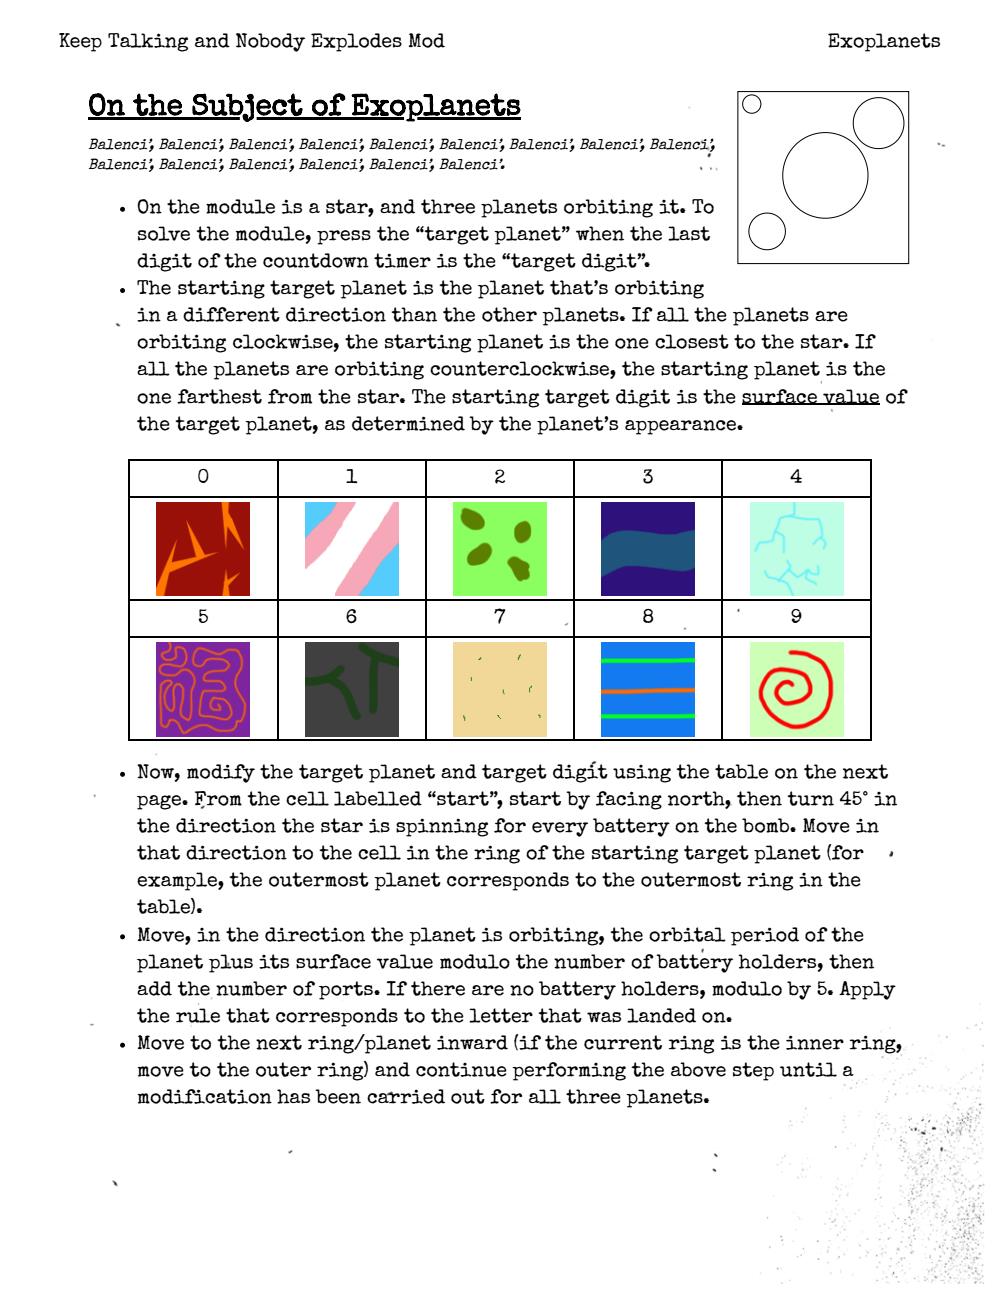 Keep Talking and Nobody Explodes Mod
Exoplanets
On the Subject of Exoplanets
Balenci’, Balenci’, Balenci’, Balenci’, Balenci’, Balenci’, Balenci’, Balenci’, Balenci’,
Balenci’, Balenci’, Balenci’, Balenci’, Balenci’, Balenci’.
• On the module is a star, and three planets orbiting it. To
solve the module, press the “target planet” when the last
digit of the countdown timer is the “target digit”.
• The starting target planet is the planet that’s orbiting
in a different direction than the other planets. If all the planets are
orbiting clockwise, the starting planet is the one closest to the star. If
all the planets are orbiting counterclockwise, the starting planet is the
one farthest from the star. The starting target digit is the surface value of
the target planet, as determined by the planet’s appearance.
0 1 2 3 4
5 6 7 8 9
• Now, modify the target planet and target digit using the table on the next
page. From the cell labelled “start”, start by facing north, then turn 45° in
the direction the star is spinning for every battery on the bomb. Move in
that direction to the cell in the ring of the starting target planet (for
example, the outermost planet corresponds to the outermost ring in the
table).
• Move, in the direction the planet is orbiting, the orbital period of the
planet plus its surface value modulo the number of battery holders, then
add the number of ports. If there are no battery holders, modulo by 5. Apply
the rule that corresponds to the letter that was landed on.
• Move to the next ring/planet inward (if the current ring is the inner ring,
move to the outer ring) and continue performing the above step until a
modification has been carried out for all three planets.